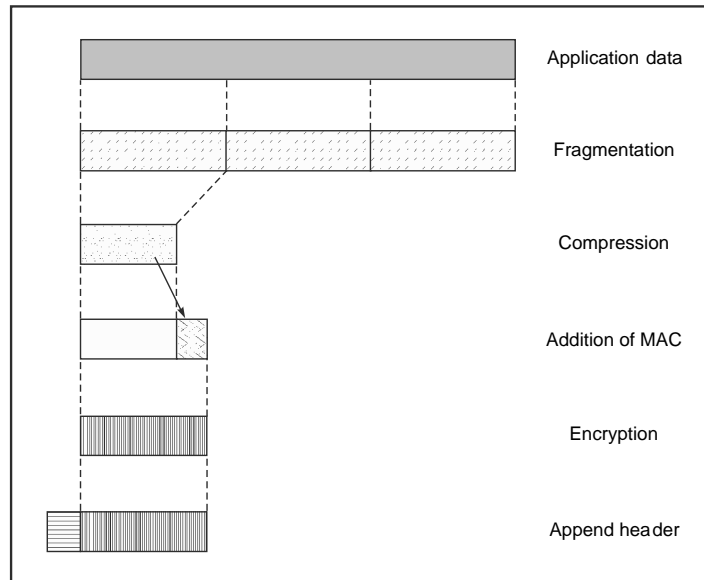 Application data
Fragmentation
Compression
Addition of MAC
Encryption
Append header